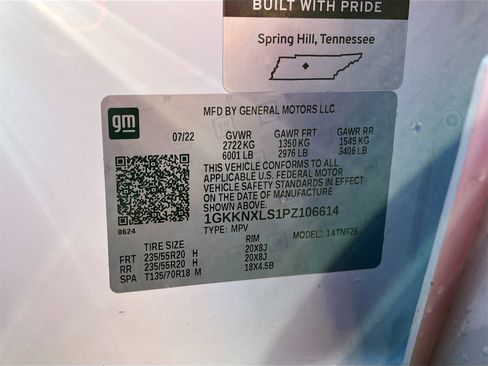 BUILT WITH PRIDE
Spring Hill, Tennessee
gm
MFD BY GENERAL MOTORS LLC
07/22 GVWR GAWR FRT GAWR RR
2722 KG 1350 KG 1545 KG
6001 LB 2976 LB 3406 LB
THIS VEHICLE CONFORMS TO ALL
APPLICABLE U.S. FEDERAL MOTOR
VEHICLE SAFETY STANDARDS IN EFFECT
ON THE DATE OF MANUFACTURE
SHOWN ABOVE.
1GKKNXLS1PZ106614
8624 TYPE: MPV 147NF26
TIRE SIZE RIM
FRT 235/55R20 H 20X8J
RR 235/55R20 H 20X8J
SPA T135/70R18 M 18X4.5B